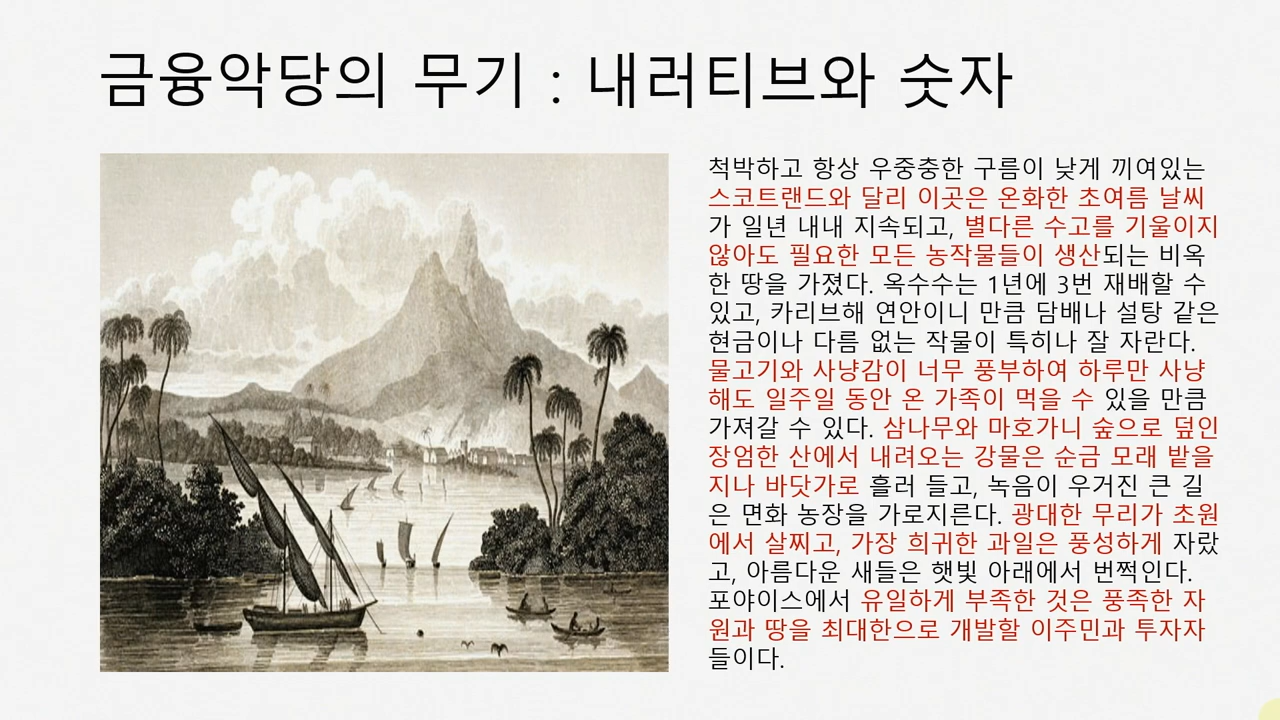 금융악당의 무기 : 내러티브와 숫자
척박하고 항상 우중충한 구름이 낮게 끼여있는
스코트랜드와 달리 이곳은 온화한 초여름 날씨
가 일년 내내 지속되고, 별다른 수고를 기울이지
않아도 필요한 모든 농작물들이 생산되는 비옥
한 땅을 가졌다. 옥수수는 1년에 3번 재배할 수
있고, 카리브해 연안이니 만큼 담배나 설탕 같은
현금이나 다름 없는 작물이 특히나 잘 자란다.
물고기와 사냥감이 너무 풍부하여 하루만 사냥
해도 일주일 동안 온 가족이 먹을 수 있을 만큼
가져갈 수 있다. 삼나무와 마호가니 숲으로 덮인
장엄한 산에서 내려오는 강물은 순금 모래 밭을
지나 바닷가로 흘러 들고, 녹음이 우거진 큰 길
은 면화 농장을 가로지른다. 광대한 무리가 초원
에서 살찌고, 가장 희귀한 과일은 풍성하게 자랐
고, 아름다운 새들은 햇빛 아래에서 번쩍인다.
포야이스에서 유일하게 부족한 것은 풍족한 자
원과 땅을 최대한으로 개발할 이주민과 투자자
들이다.